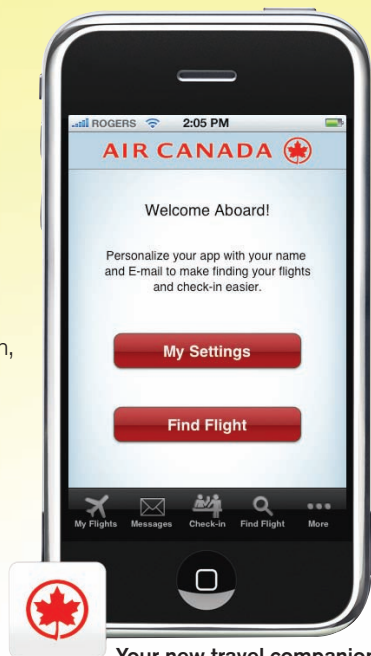 ROGERS 2:05 PM
AIR CANADA
Welcome Aboard!
Personalize your app with your name
and E-mail to make finding your flights
and check-in easier.
My Settings
Find Flight
My Flights Messages Check-in Find Flight More
Your new travel companion